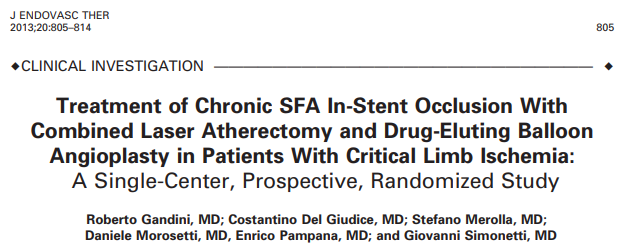 J ENDOVASC THER
2013;20:805–814 805
◆CLINICAL INVESTIGATION ◆
Treatment of Chronic SFA In-Stent Occlusion With
Combined Laser Atherectomy and Drug-Eluting Balloon
Angioplasty in Patients With Critical Limb Ischemia:
A Single-Center, Prospective, Randomized Study
Roberto Gandini, MD; Costantino Del Giudice, MD; Stefano Merolla, MD;
Daniele Morosetti, MD, Enrico Pampana, MD; and Giovanni Simonetti, MD